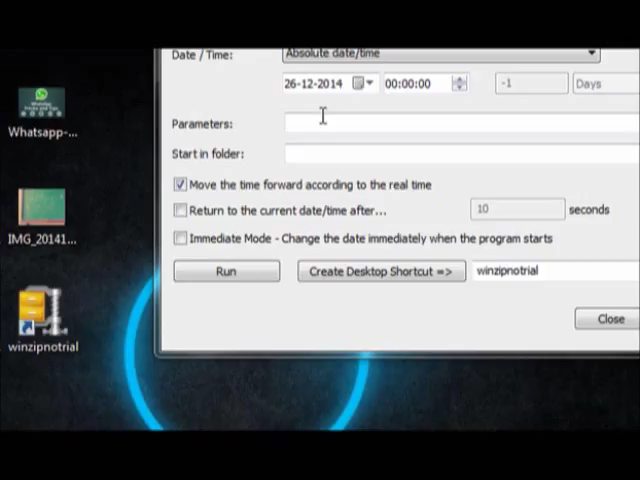 Date / Time: Absolute date/time
26-12-2014 00:00:00 -1 Days
Whatsapp-...
Parameters:
Start in folder:
Move the time forward according to the real time
IMG_20141... Return to the current date/time after... 10 seconds
Immediate Mode - Change the date immediately when the program starts
Run Create Desktop Shortcut => winzipnotrial
Close
winzipnotrial